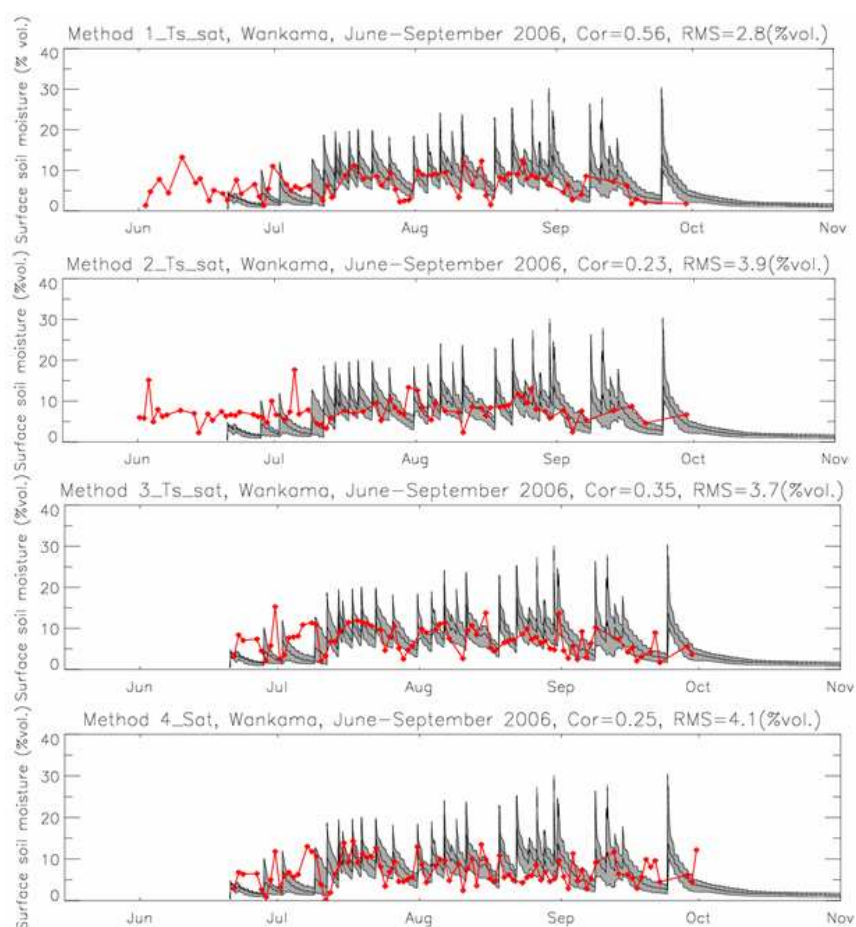 Method 1_Ts_sat, Wankama, June-September 2006, Cor=0.56, RMS=2.8(%vol.)
Surface soil moisture (% vol.)
40
30
20
10
0
Jun Jul Aug Sep Oct Nov
Method 2_Ts_sat, Wankama, June-September 2006, Cor=0.23, RMS=3.9(%vol.)
Surface soil moisture (%vol.)
40
30
20
10
0
Jun Jul Aug Sep Oct Nov
Method 3_Ts_sat, Wankama, June-September 2006, Cor=0.35, RMS=3.7(%vol.)
Surface soil moisture (%vol.)
40
30
20
10
0
Jun Jul Aug Sep Oct Nov
Method 4_Sat, Wankama, June-September 2006, Cor=0.25, RMS=4.1(%vol.)
Surface soil moisture (%vol.)
40
30
20
10
0
Jun Jul Aug Sep Oct Nov